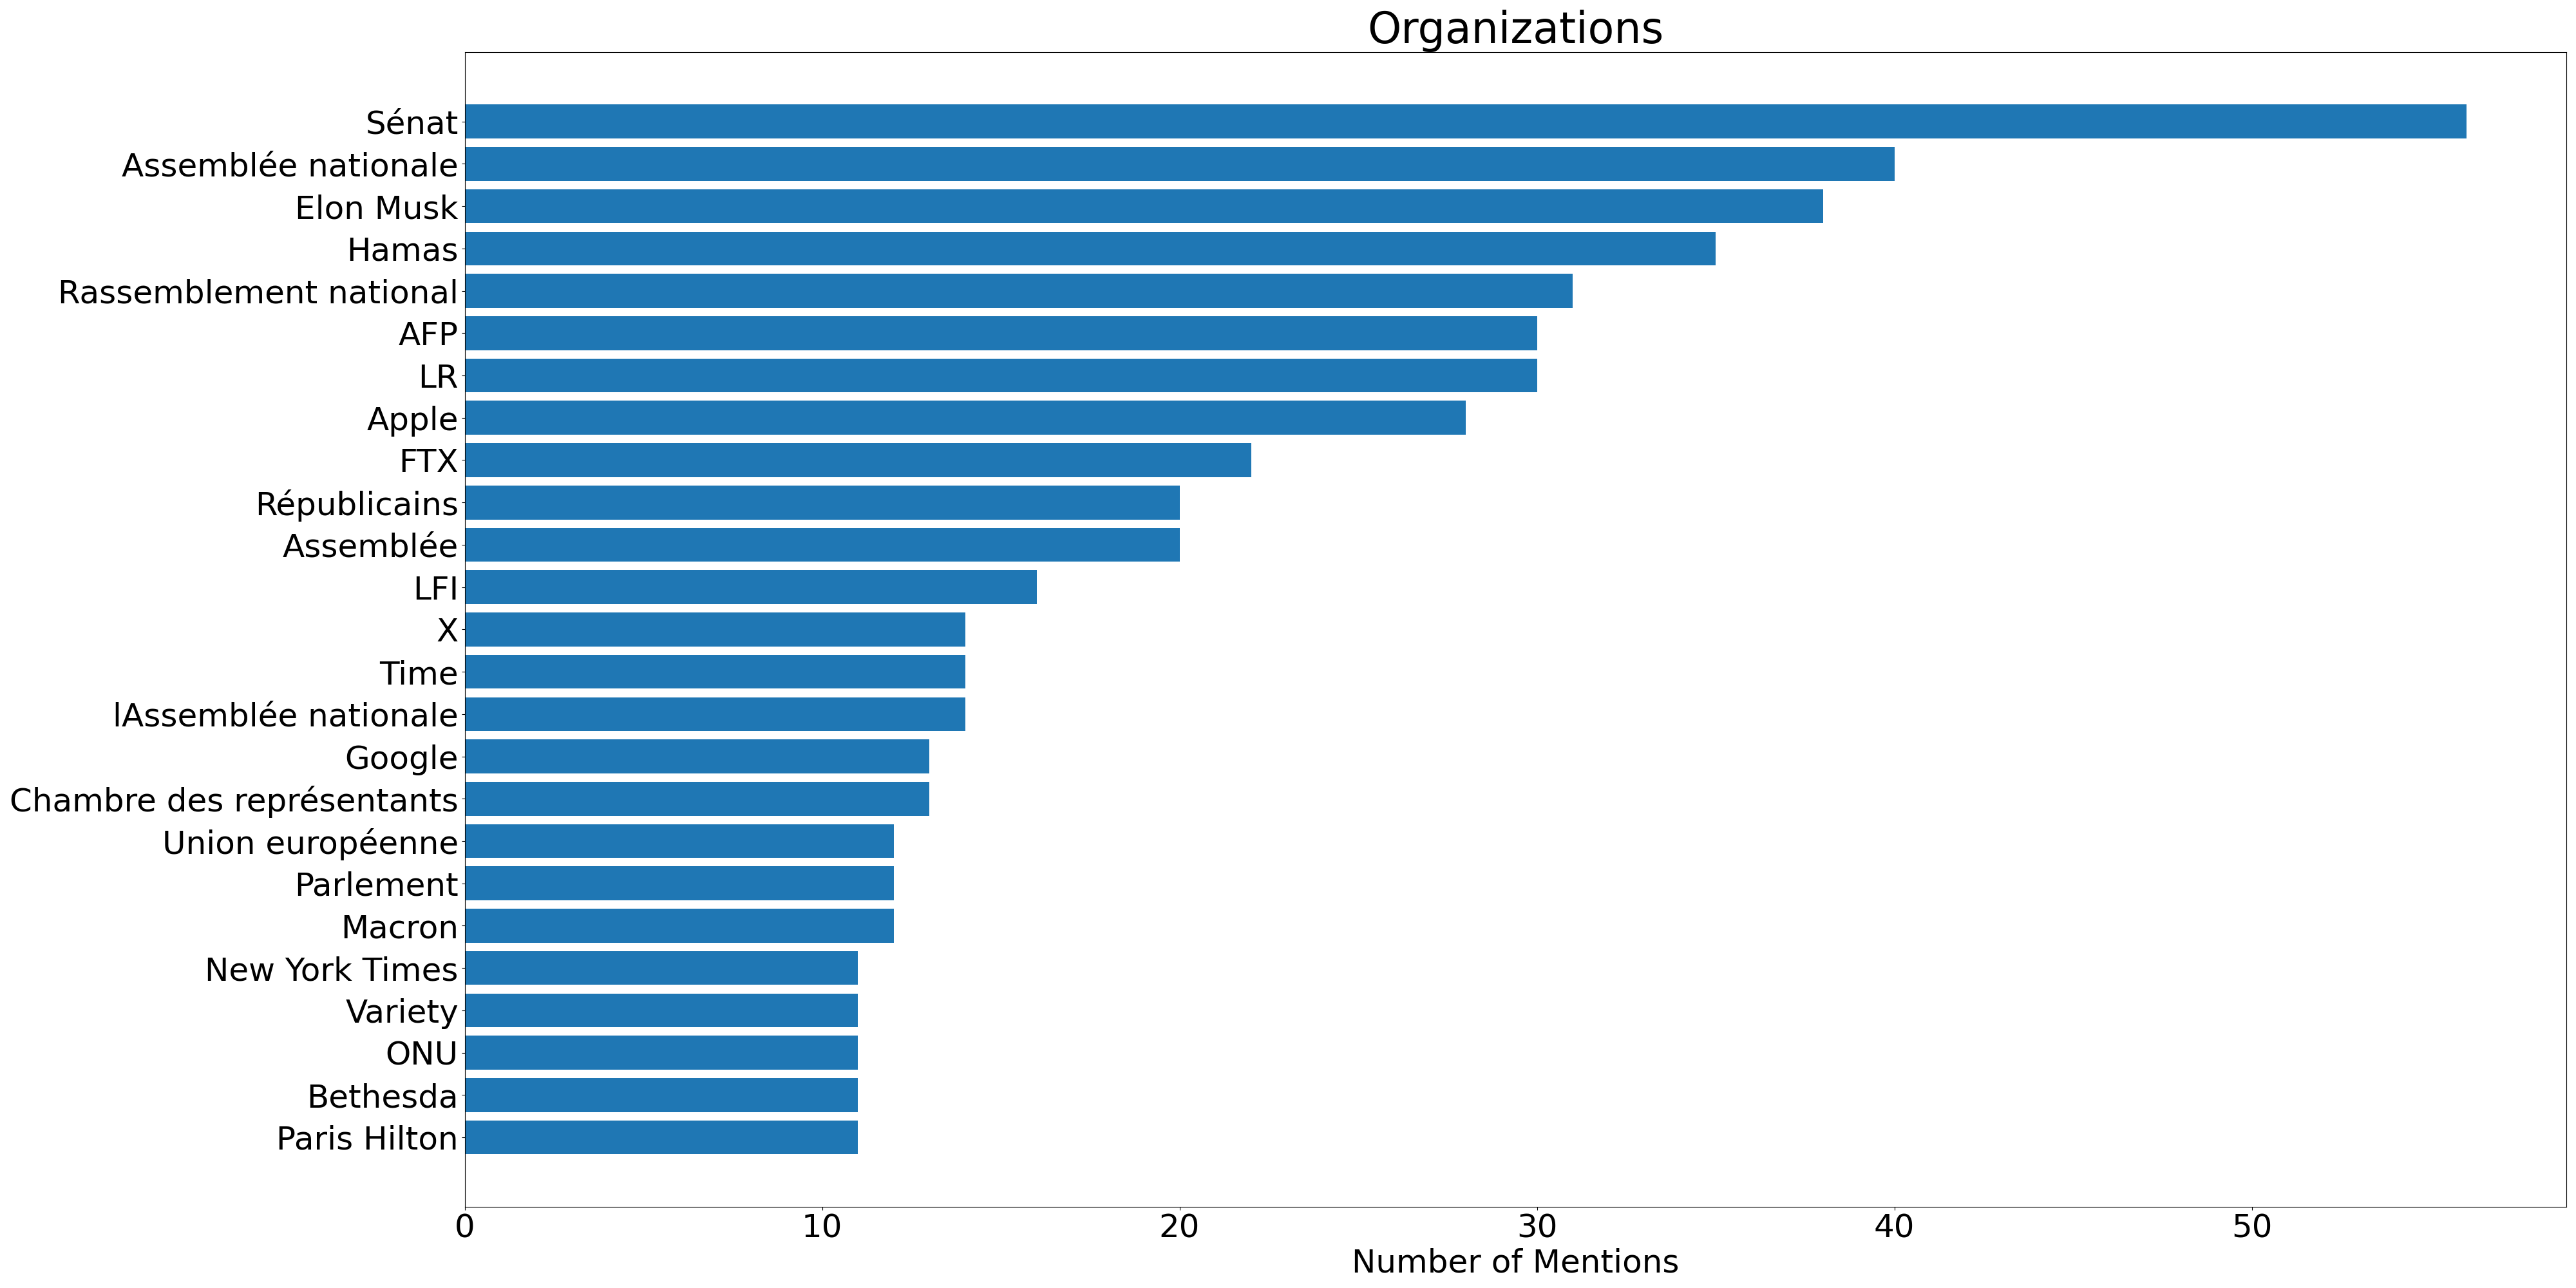 Organizations
Sénat
Assemblée nationale
Elon Musk
Hamas
Rassemblement national
AFP
LR
Apple
FTX
Républicains
Assemblée
LFI
X
Time
lAssemblée nationale
Google
Chambre des représentants
Union européenne
Parlement
Macron
New York Times
Variety
ONU
Bethesda
Paris Hilton
0 10 20 30 40 50
Number of Mentions